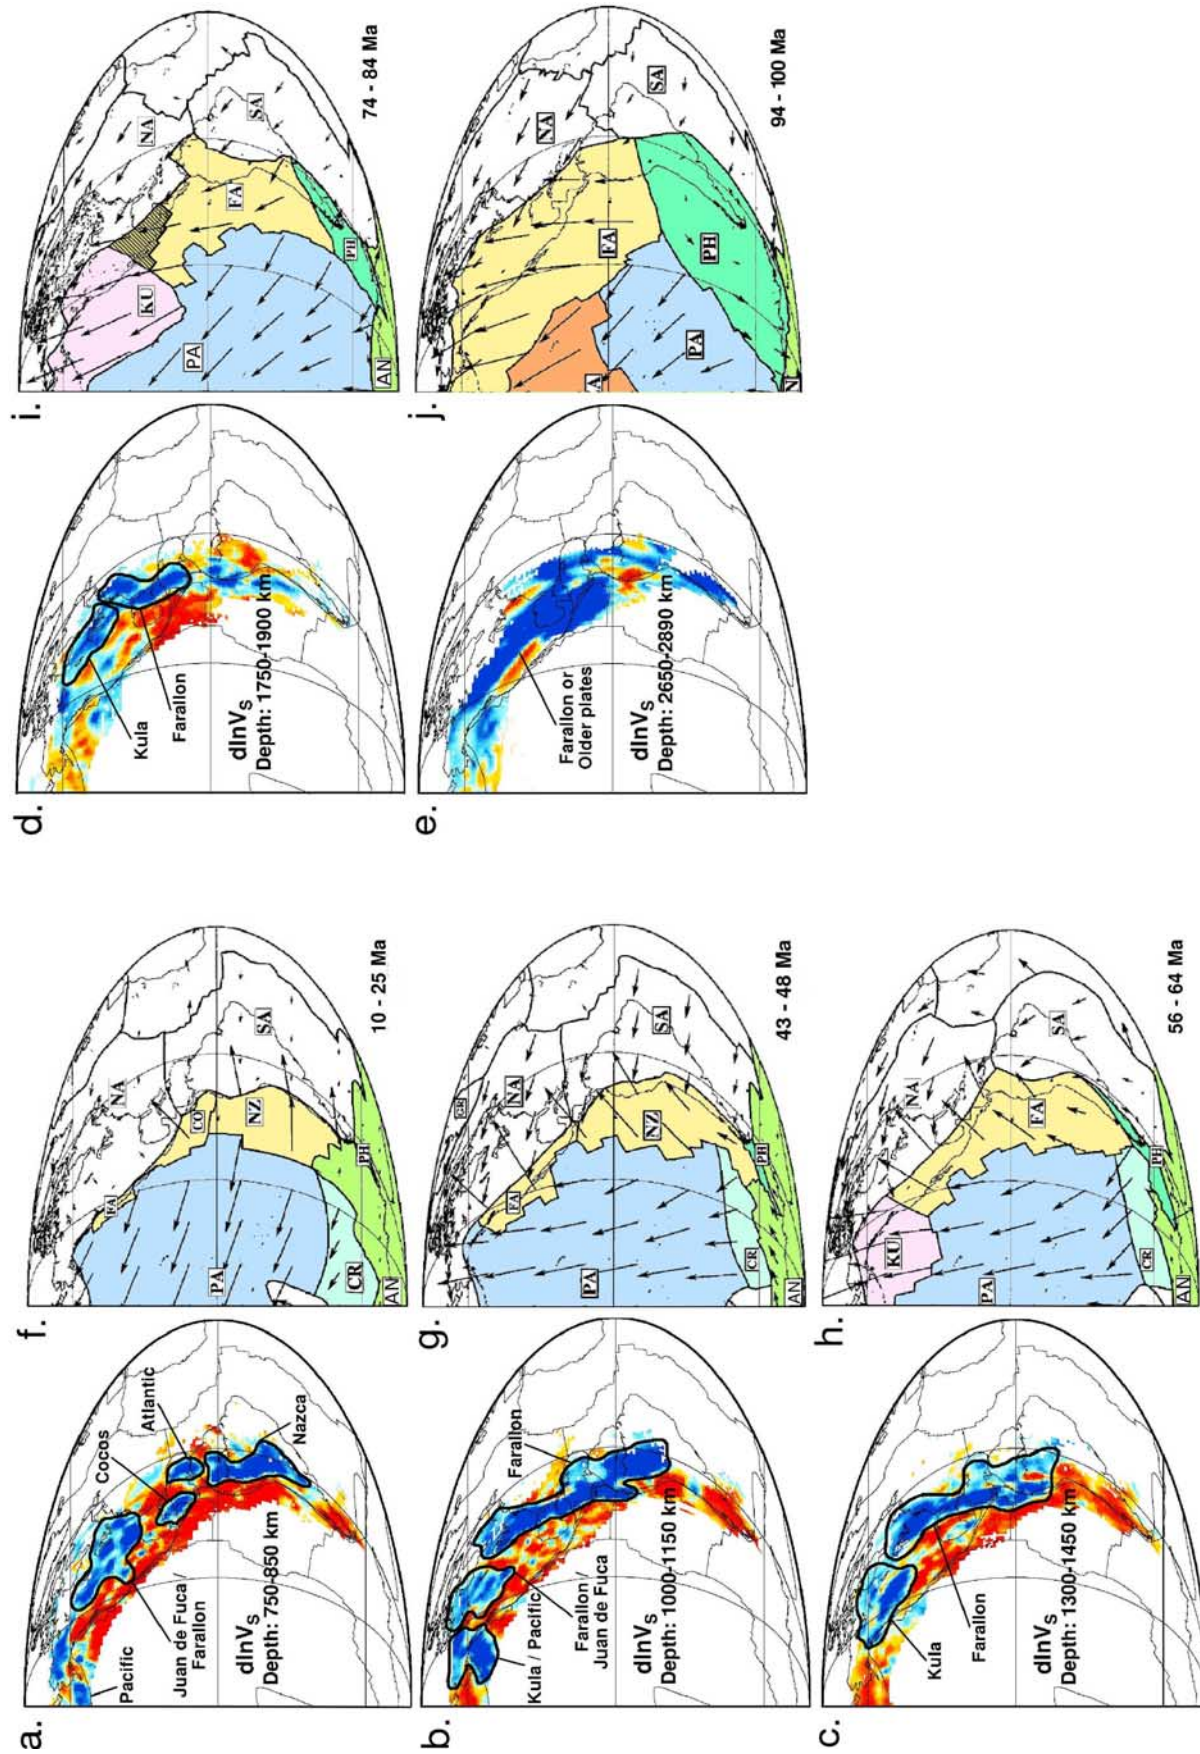 a.
Pacific
Juan de Fuca /
Farallon
Cocos
Atlantic
Nazca
dlnVS
Depth: 750-850 km
f.
NA
FA
CO
PA
NZ
SA
CR
PH
AN
10 - 25 Ma
b.
Kula / Pacific
Farallon /
Juan de Fuca
Farallon
dlnVS
Depth: 1000-1150 km
g.
GR
NA
FA
PA
NZ
SA
CR
PH
AN
43 - 48 Ma
c.
Kula
Farallon
dlnVS
Depth: 1300-1450 km
h.
KU
NA
PA
FA
SA
CR
PH
AN
56 - 64 Ma
d.
Kula
Farallon
dlnVS
Depth: 1750-1900 km
i.
KU
NA
PA
FA
SA
PH
AN
74 - 84 Ma
e.
Farallon or
Older plates
dlnVS
Depth: 2650-2890 km
j.
NA
FA
A
PA
PH
SA
N
94 - 100 Ma